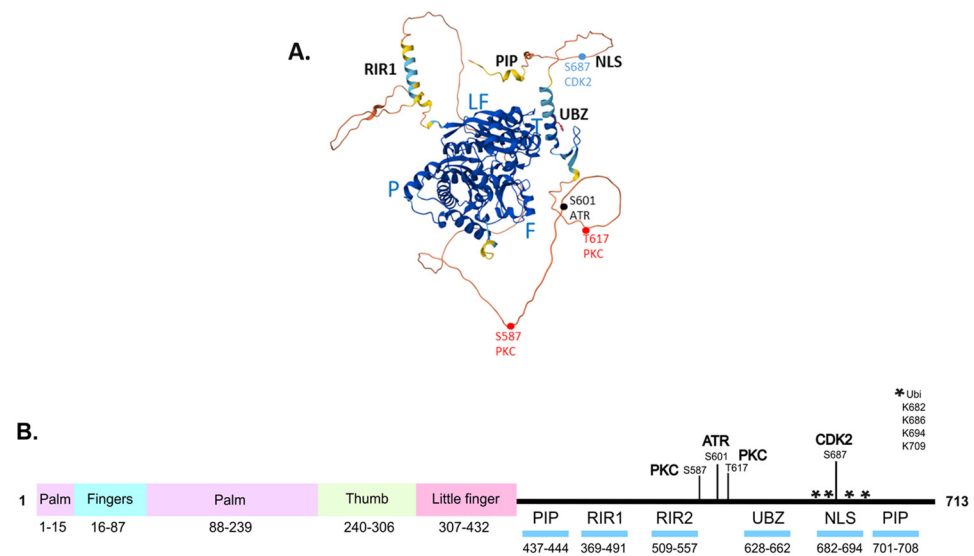 A.
RIR1
PIP
S687
CDK2
NLS
LF
T
UBZ
P
S601
ATR
F
T617
PKC
S587
PKC
B.
* Ubi
K682
K686
K694
K709
ATR
CDK2
PKC S587
S601
PKC
T617
S687
* * * *
1
Palm
Fingers
Palm
Thumb
Little finger
713
1-15
16-87
88-239
240-306
307-432
PIP
RIR1
RIR2
UBZ
NLS
PIP
437-444
369-491
509-557
628-662
682-694
701-708